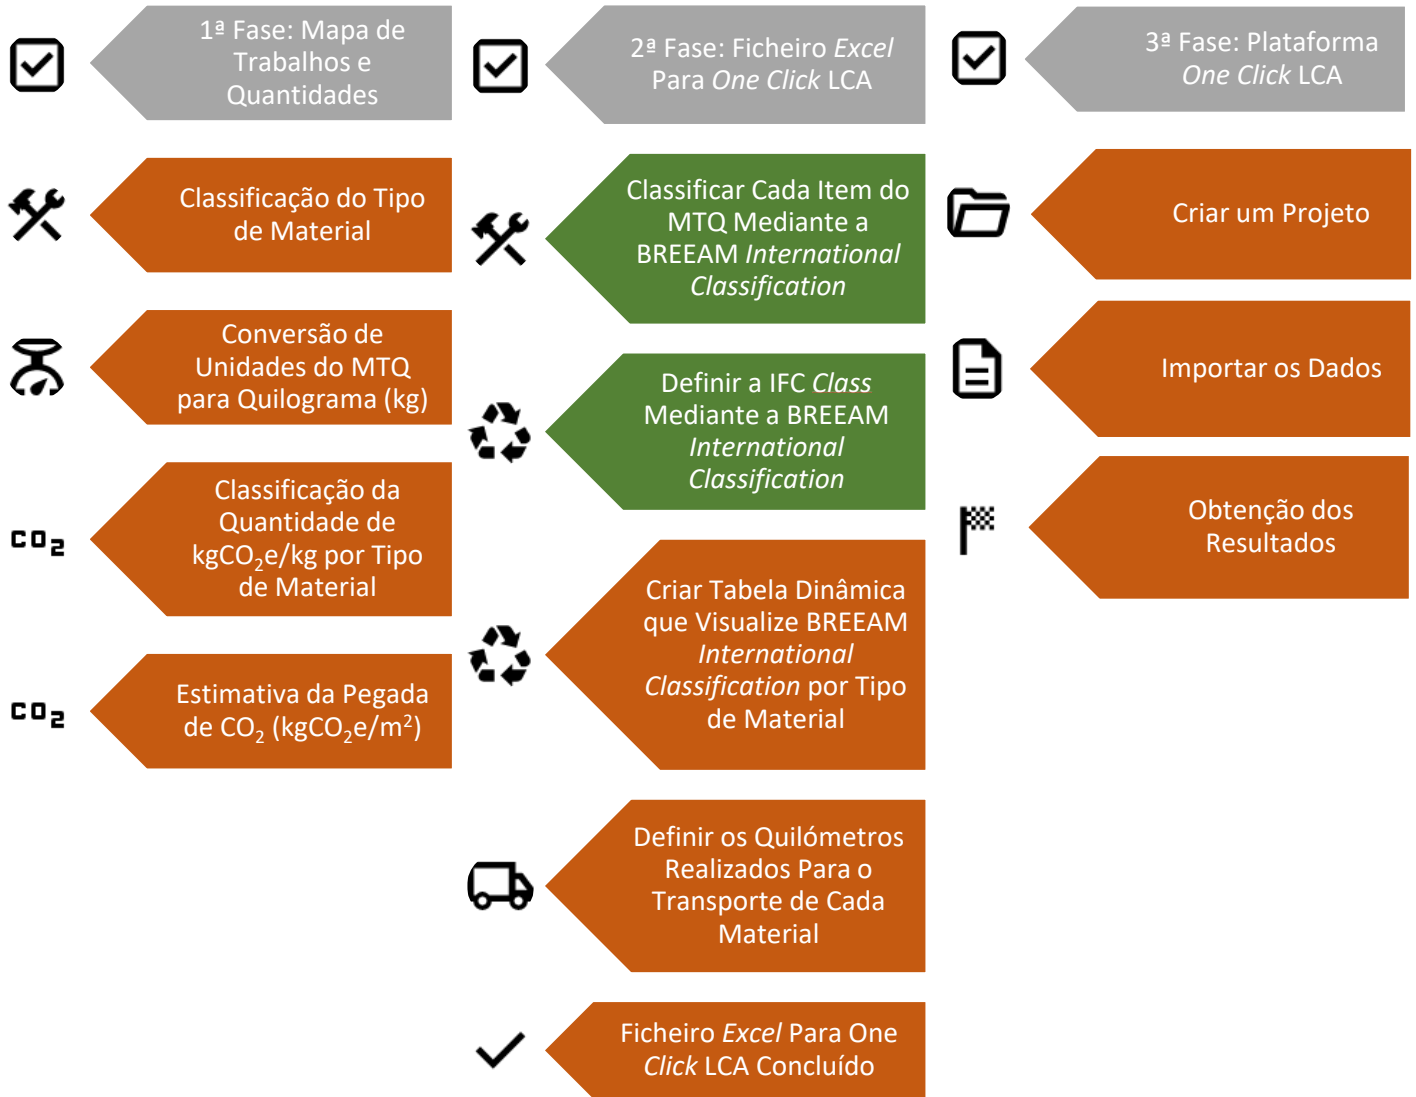 1ª Fase: Mapa de
Trabalhos e
Quantidades
Classificação do Tipo
de Material
Conversão de
Unidades do MTQ
para Quilograma (kg)
Classificação da
Quantidade de
kgCO₂e/kg por Tipo
de Material
CO₂
Estimativa da Pegada
de CO₂ (kgCO₂e/m²)
CO₂
2ª Fase: Ficheiro Excel
Para One Click LCA
Classificar Cada Item do
MTQ Mediante a
BREEAM International
Classification
Definir a IFC Class
Mediante a BREEAM
International
Classification
Criar Tabela Dinâmica
que Visualize BREEAM
International
Classification por Tipo
de Material
Definir os Quilómetros
Realizados Para o
Transporte de Cada
Material
Ficheiro Excel Para One
Click LCA Concluído
3ª Fase: Plataforma
One Click LCA
Criar um Projeto
Importar os Dados
Obtenção dos
Resultados